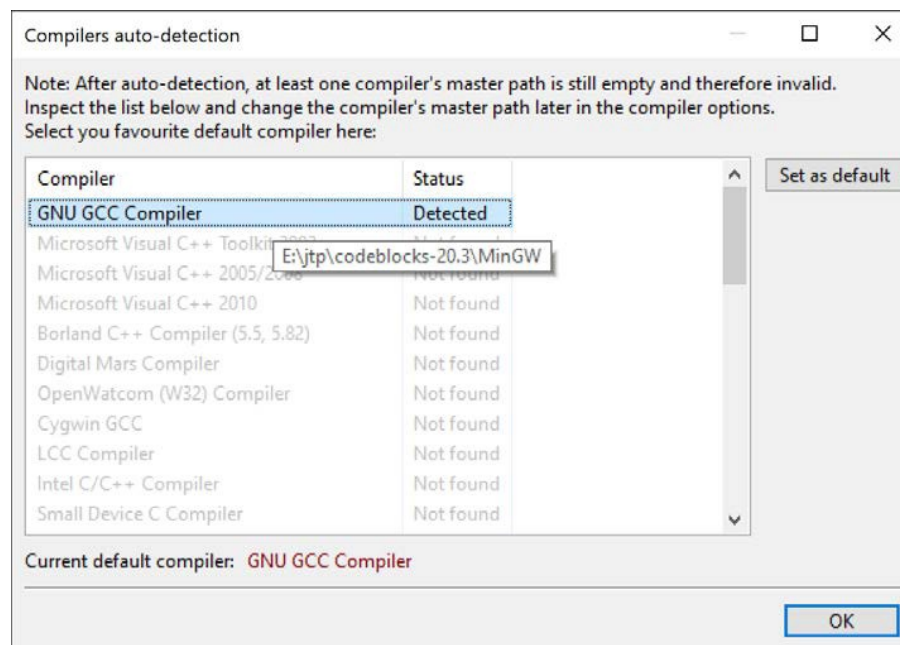 Compilers auto-detection
Note: After auto-detection, at least one compiler's master path is still empty and therefore invalid.
Inspect the list below and change the compiler's master path later in the compiler options.
Select you favourite default compiler here:
Compiler Status
Set as default
GNU GCC Compiler Detected
Microsoft Visual C++ Toolkit
E:\jtp\codeblocks-20.3\MinGW
Microsoft Visual C++ 2005/2008 Not found
Microsoft Visual C++ 2010 Not found
Borland C++ Compiler (5.5, 5.82) Not found
Digital Mars Compiler Not found
OpenWatcom (W32) Compiler Not found
Cygwin GCC Not found
LCC Compiler Not found
Intel C/C++ Compiler Not found
Small Device C Compiler Not found
Current default compiler: GNU GCC Compiler
OK